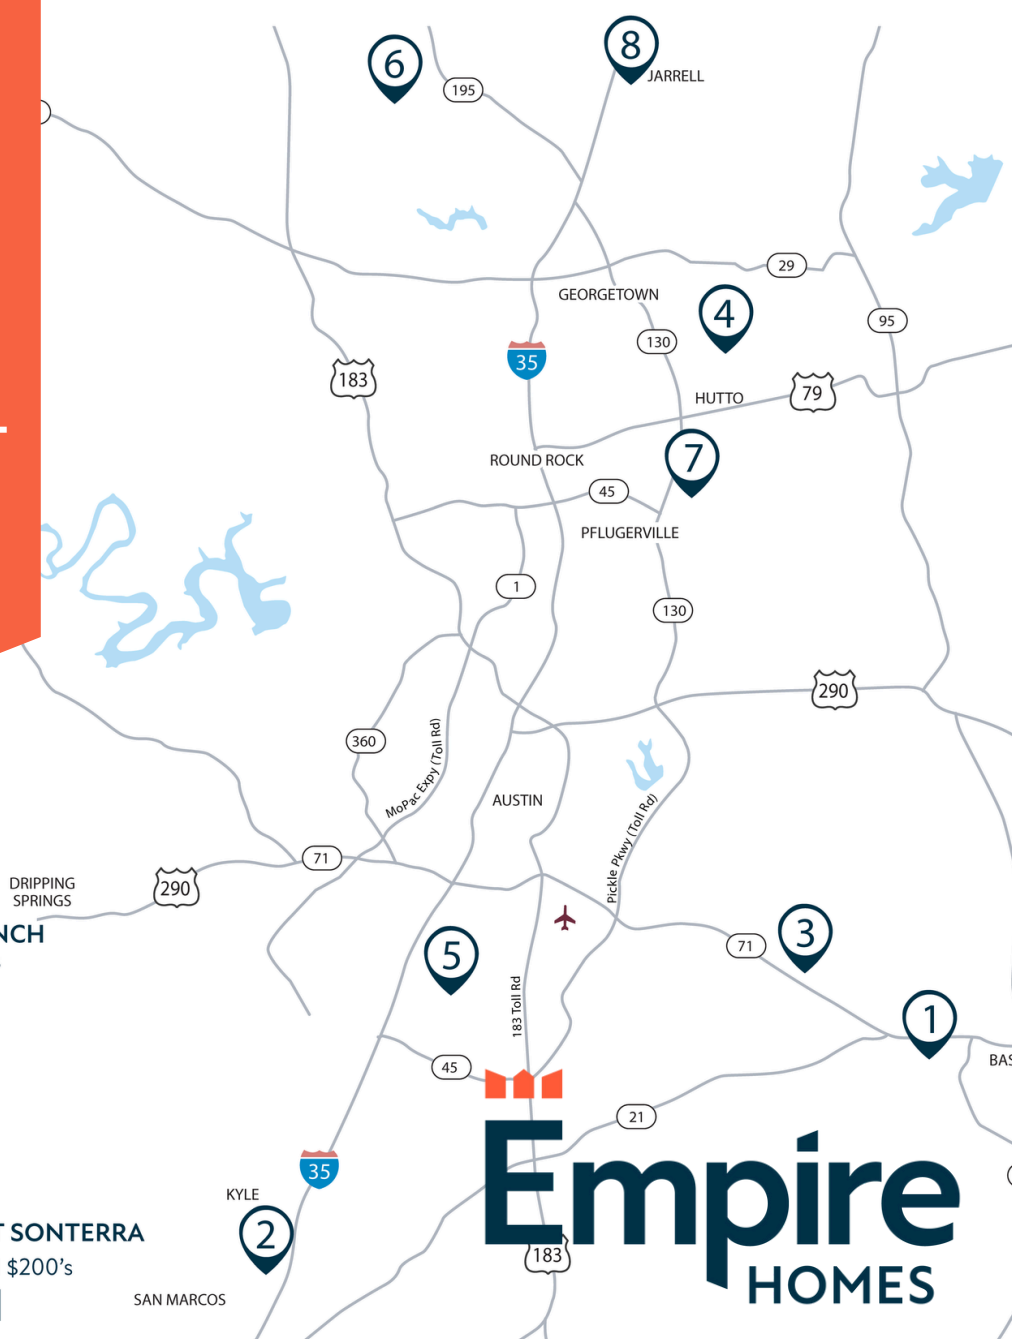 6
8
JARRELL
195
29
GEORGETOWN
4
95
130
35
183
79
HUTTO
ROUND ROCK
7
45
PFLUGERVILLE
1
130
290
360
MoPac Expy (Toll Rd)
AUSTIN
Pickle Pkwy (Toll Rd)
71
DRIPPING
SPRINGS
290
NCH
5
3
71
183 Toll Rd
1
45
BAS
21
35
KYLE
2
T SONTERRA
$200's
183
SAN MARCOS
Empire
HOMES